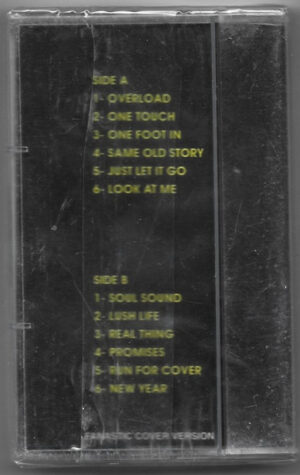 SIDE A
1- OVERLOAD
2- ONE TOUCH
3- ONE FOOT IN
4- SAME OLD STORY
5- JUST LET IT GO
6- LOOK AT ME
SIDE B
1- SOUL SOUND
2- LUSH LIFE
3- REAL THING
4- PROMISES
5- RUN FOR COVER
6- NEW YEAR
FANASTIC COVER VERSION